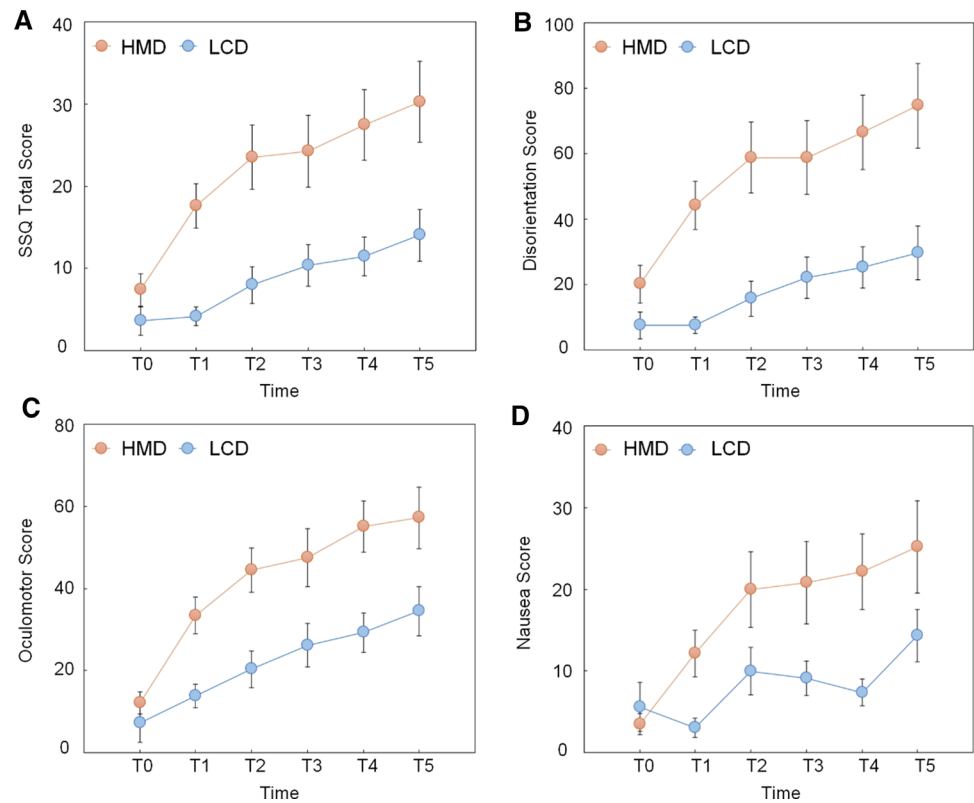 A
40
30
20
10
0
HMD LCD
SSQ Total Score
T0 T1 T2 T3 T4 T5
Time
B
100
80
60
40
20
0
HMD LCD
Disorientation Score
T0 T1 T2 T3 T4 T5
Time
C
80
60
40
20
0
HMD LCD
Oculomotor Score
T0 T1 T2 T3 T4 T5
Time
D
40
30
20
10
0
HMD LCD
Nausea Score
T0 T1 T2 T3 T4 T5
Time